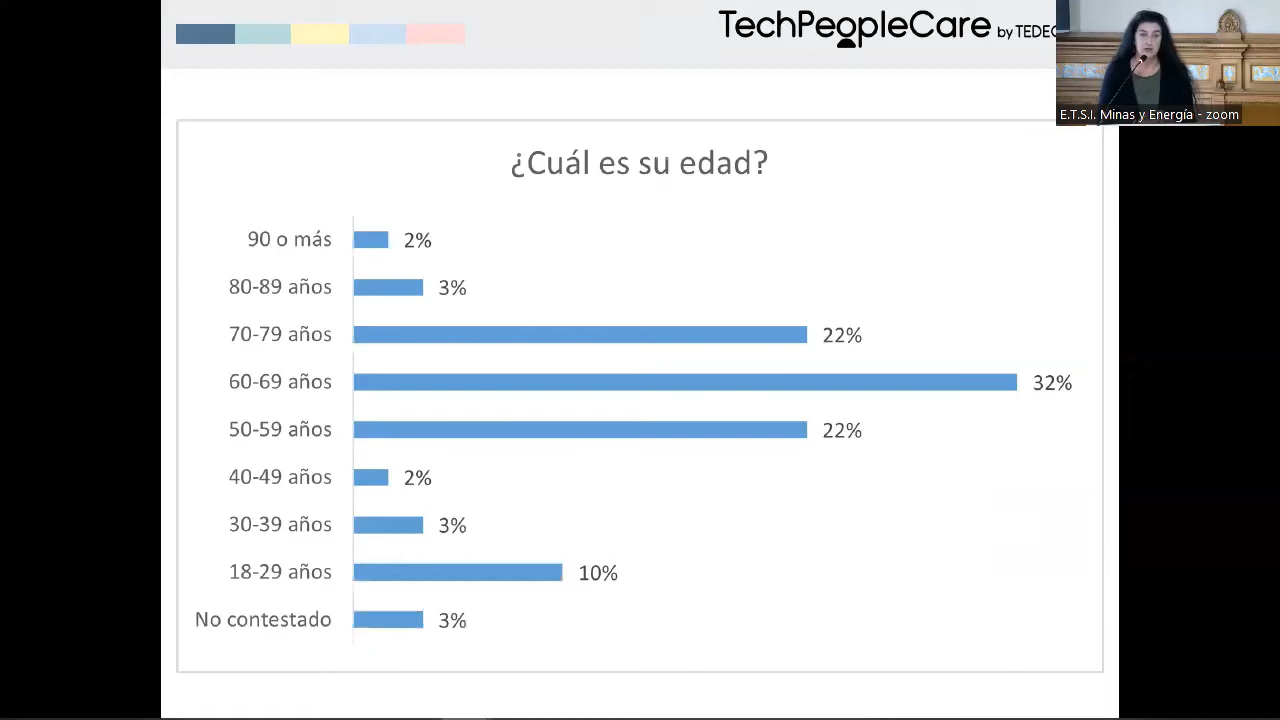 TechPeopleCare by TEDEC
E.T.S.I. Minas y Energía - zoom
¿Cuál es su edad?
90 o más 2%
80-89 años 3%
70-79 años 22%
60-69 años 32%
50-59 años 22%
40-49 años 2%
30-39 años 3%
18-29 años 10%
No contestado 3%